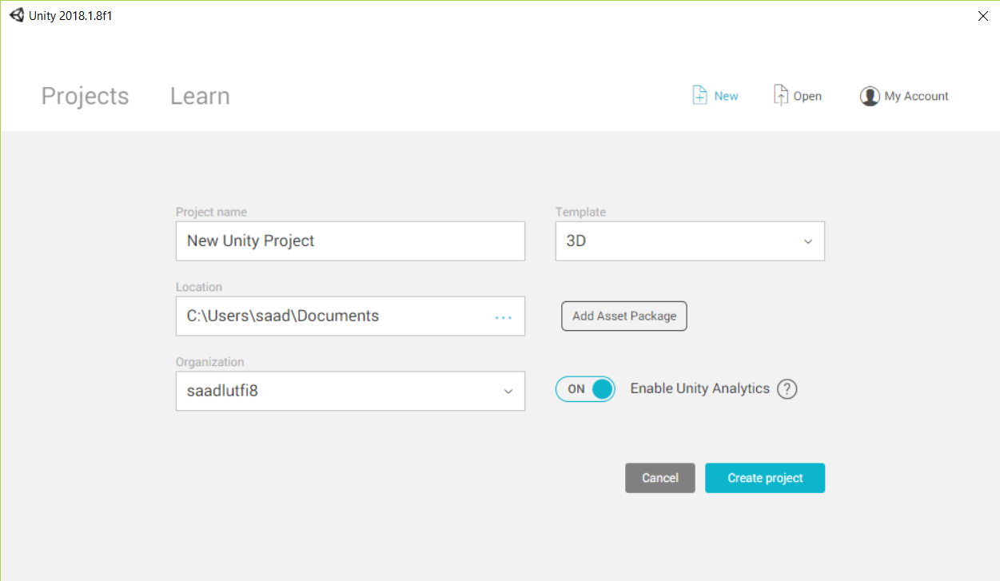 Unity 2018.1.8f1
Projects Learn New Open My Account
Project name Template
New Unity Project 3D
Location
C:\Users\saad\Documents ... Add Asset Package
Organization
saadlutfi8 ON Enable Unity Analytics ?
Cancel Create project